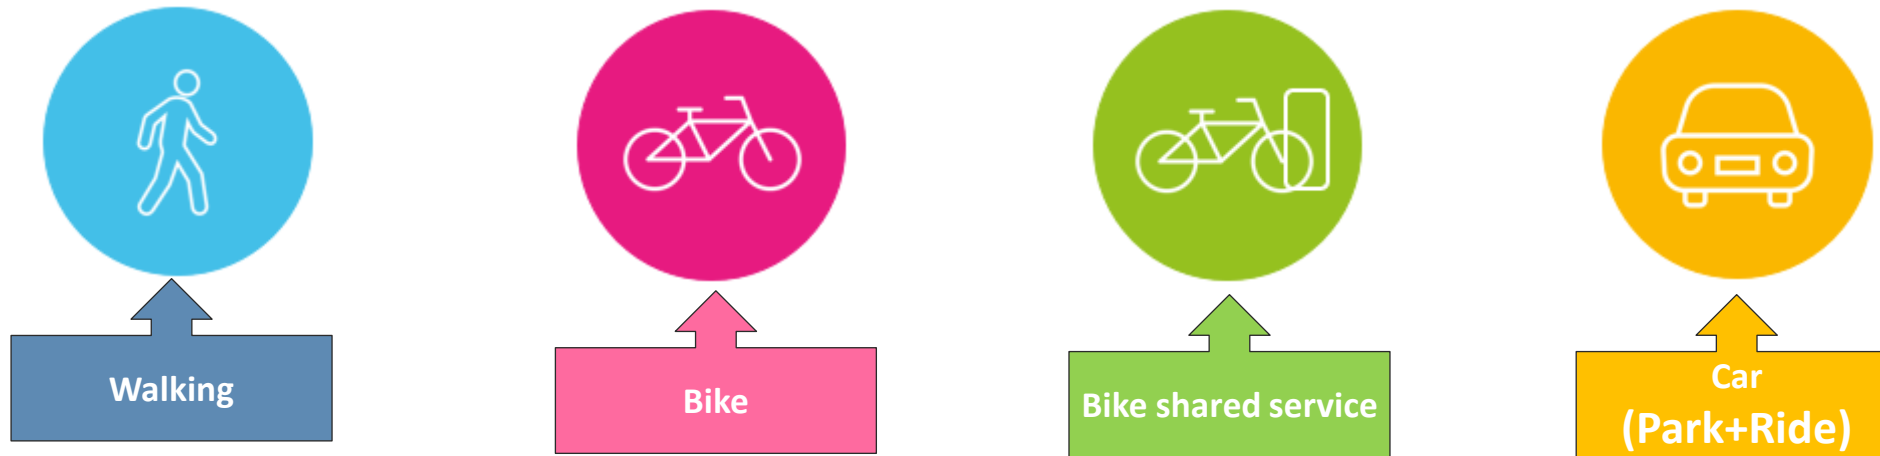 Walking
Bike
Bike shared service
Car
(Park+Ride)